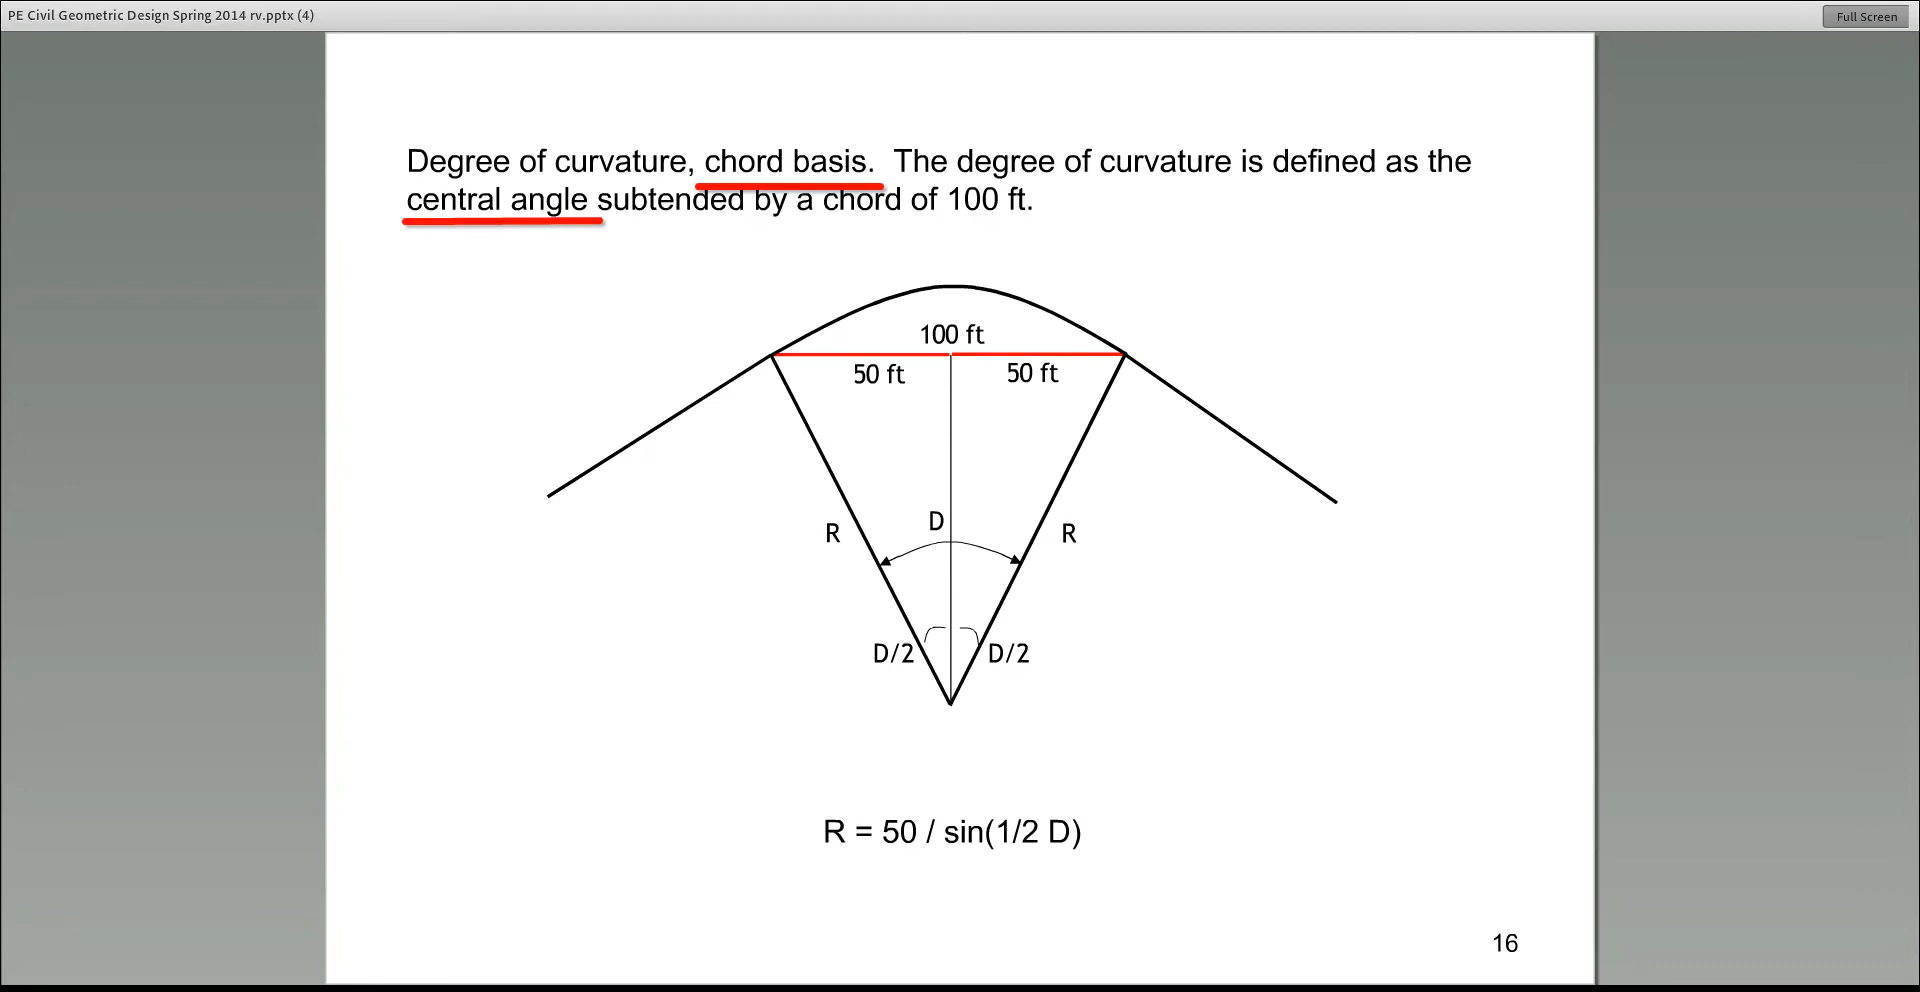 PE Civil Geometric Design Spring 2014 rv.pptx (4)
Full Screen
Degree of curvature, chord basis.  The degree of curvature is defined as the
central angle subtended by a chord of 100 ft.
100 ft
50 ft
50 ft
D
R
R
D/2
D/2
R = 50 / sin(1/2 D)
16